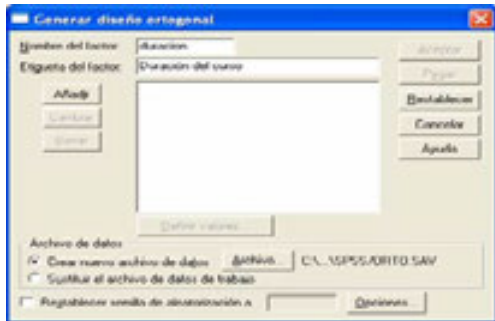 Generar diseño ortogonal
Nombre del factor: duracion
Etiqueta del factor: Duración del curso
Aceptar
Pegar
Restablecer
Cancelar
Ayuda
Añadir
Cambiar
Borrar
Definir valores...
Archivo de datos
Crear nuevo archivo de datos Archivo... C:\...\SPSS\ORTO.SAV
Sustituir el archivo de datos de trabajo
Restablecer semilla de aleatorización a Opciones...